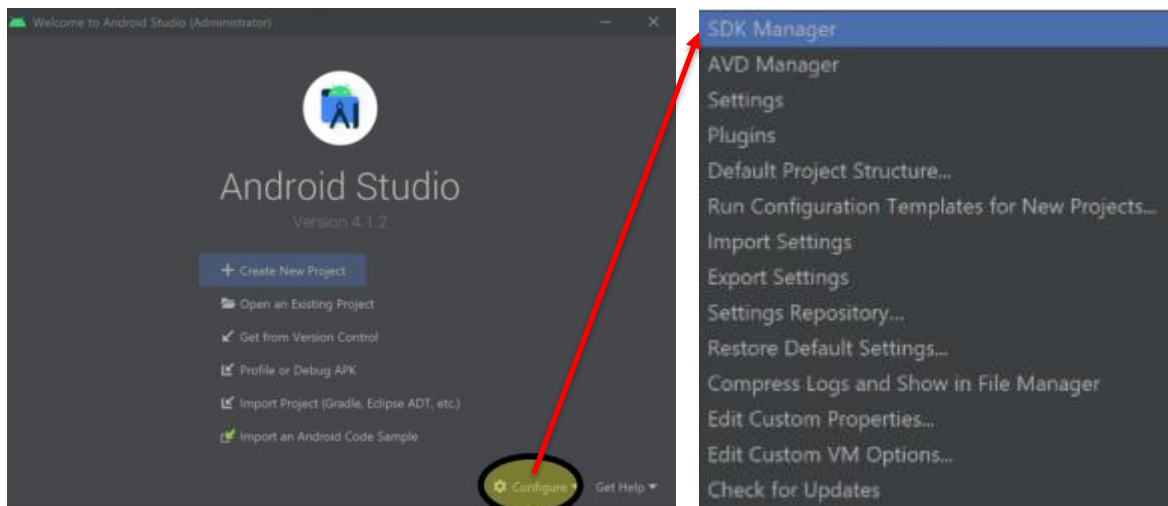 Welcome to Android Studio (Administrator)
Android Studio
Version 4.1.2
Create New Project
Open an Existing Project
Get from Version Control
Profile or Debug APK
Import Project (Gradle, Eclipse ADT, etc.)
Import an Android Code Sample
Configure
Get Help
SDK Manager
AVD Manager
Settings
Plugins
Default Project Structure...
Run Configuration Templates for New Projects...
Import Settings
Export Settings
Settings Repository...
Restore Default Settings...
Compress Logs and Show in File Manager
Edit Custom Properties...
Edit Custom VM Options...
Check for Updates